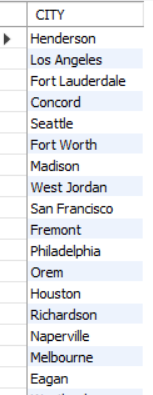 CITY
Henderson
Los Angeles
Fort Lauderdale
Concord
Seattle
Fort Worth
Madison
West Jordan
San Francisco
Fremont
Philadelphia
Orem
Houston
Richardson
Naperville
Melbourne
Eagan